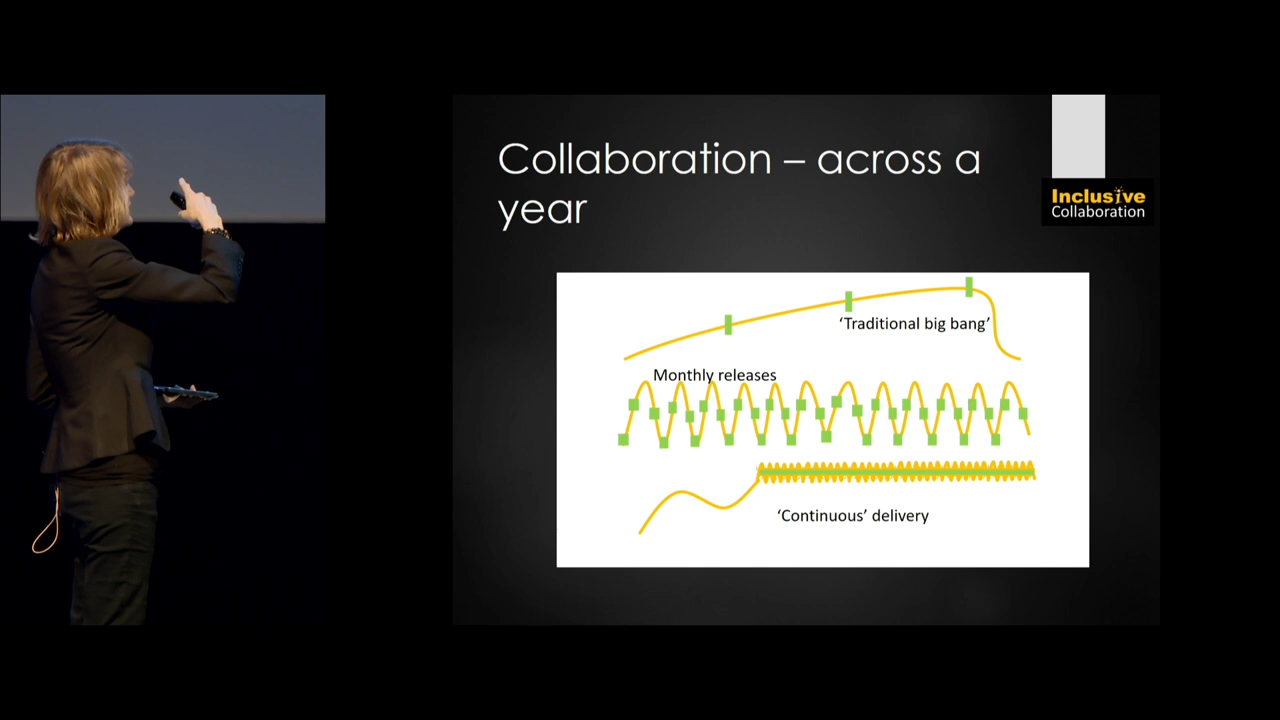 Collaboration – across a
year
Inclusive
Collaboration
‘Traditional big bang’
Monthly releases
‘Continuous’ delivery